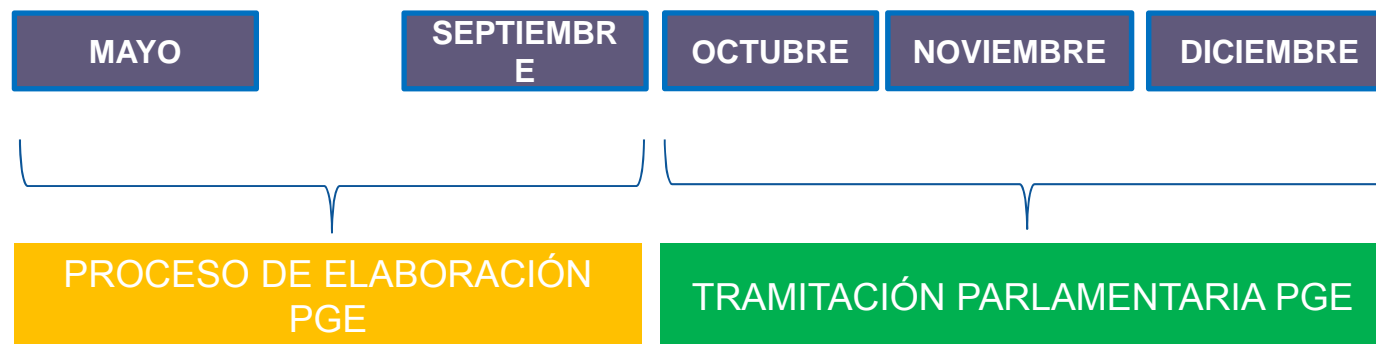 MAYO
SEPTIEMBR
E
OCTUBRE
NOVIEMBRE
DICIEMBRE
PROCESO DE ELABORACIÓN
PGE
TRAMITACIÓN PARLAMENTARIA PGE